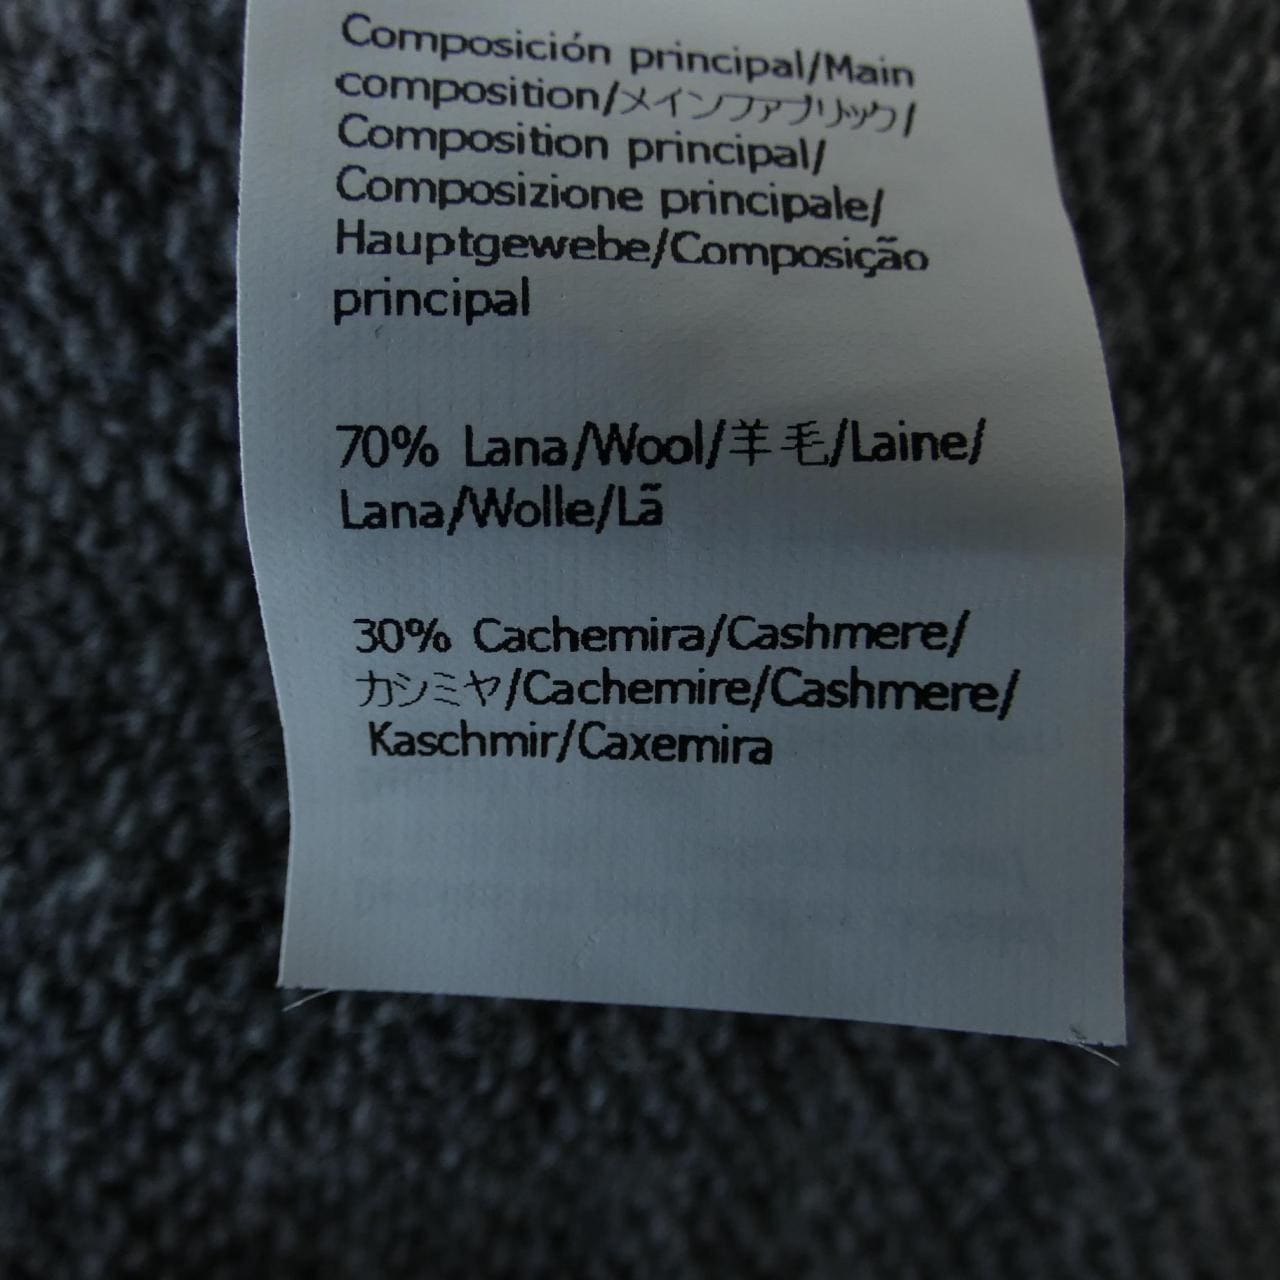 Composición principal/Main
composition/メインファブリック/
Composition principal/
Composizione principale/
Hauptgewebe/Composição
principal
70% Lana/Wool/羊毛/Laine/
Lana/Wolle/Lã
30% Cachemira/Cashmere/
カシミヤ/Cachemire/Cashmere/
Kaschmir/Caxemira